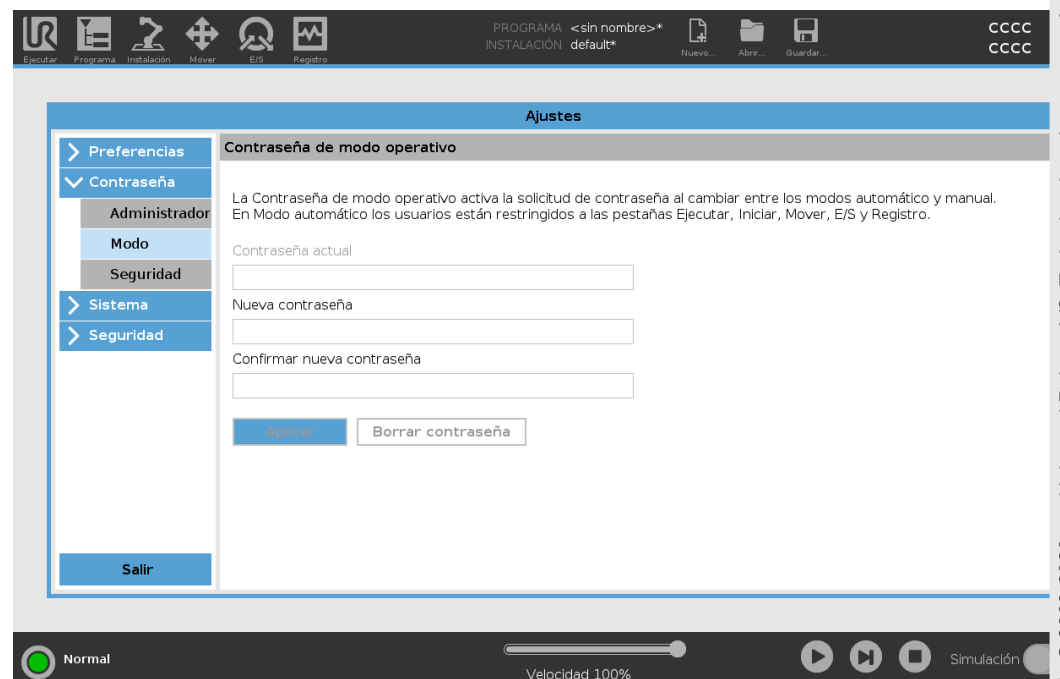 PROGRAMA <sin nombre>*
INSTALACIÓN default*
CCCC
CCCC
Ejecutar Programa Instalación Mover E/S Registro Nuevo... Abrir... Guardar...
Ajustes
Preferencias
Contraseña
Administrador
Modo
Seguridad
Sistema
Seguridad
Salir
Contraseña de modo operativo
La Contraseña de modo operativo activa la solicitud de contraseña al cambiar entre los modos automático y manual.
En Modo automático los usuarios están restringidos a las pestañas Ejecutar, Iniciar, Mover, E/S y Registro.
Contraseña actual
Nueva contraseña
Confirmar nueva contraseña
Aplicar Borrar contraseña
Normal
Velocidad 100%
Simulación